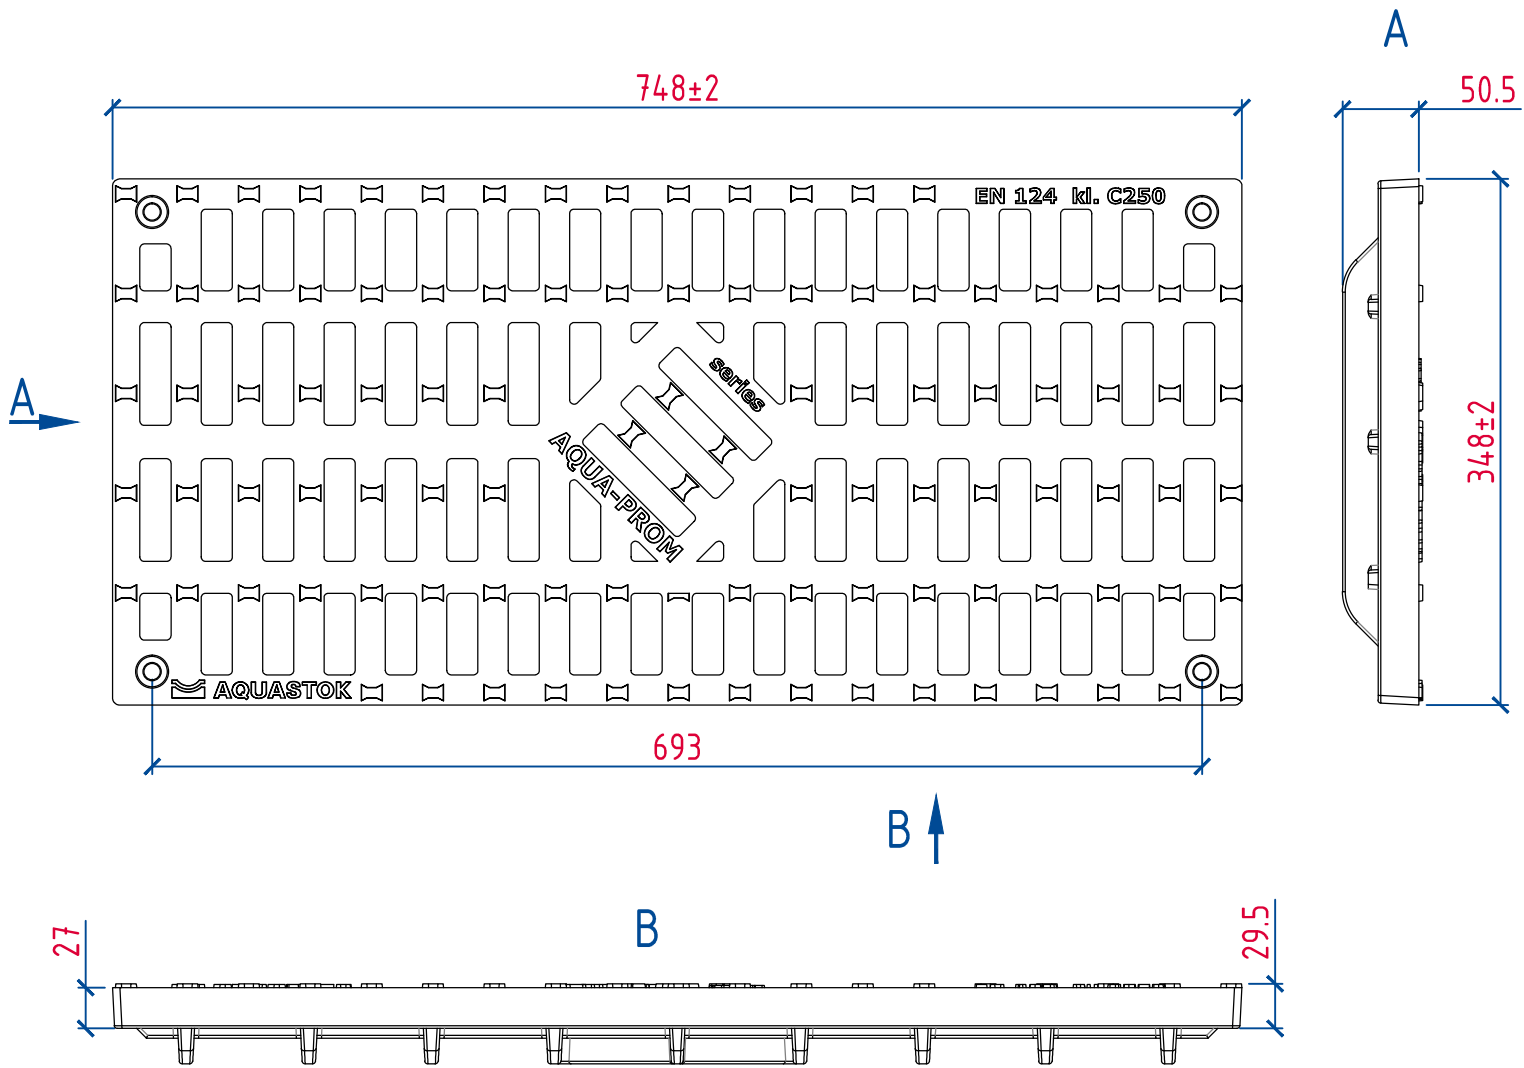 A
748±2
50.5
EN 124 kl. C250
A
series
AQUA-PROM
348±2
AQUASTOK
693
B
B
27
29.5